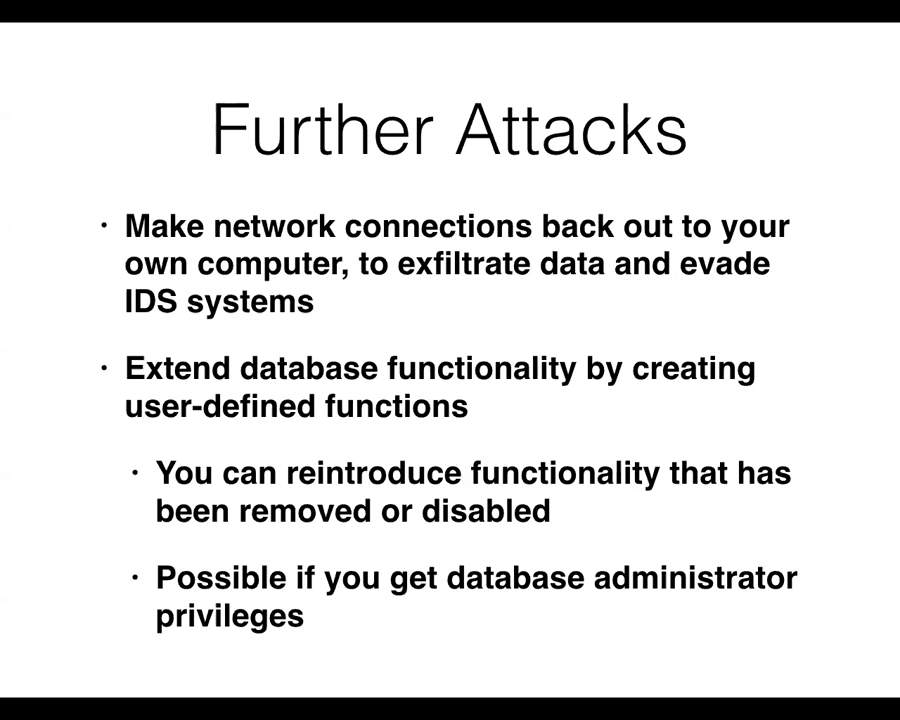 Further Attacks
• Make network connections back out to your
own computer, to exfiltrate data and evade
IDS systems
• Extend database functionality by creating
user-defined functions
• You can reintroduce functionality that has
been removed or disabled
• Possible if you get database administrator
privileges